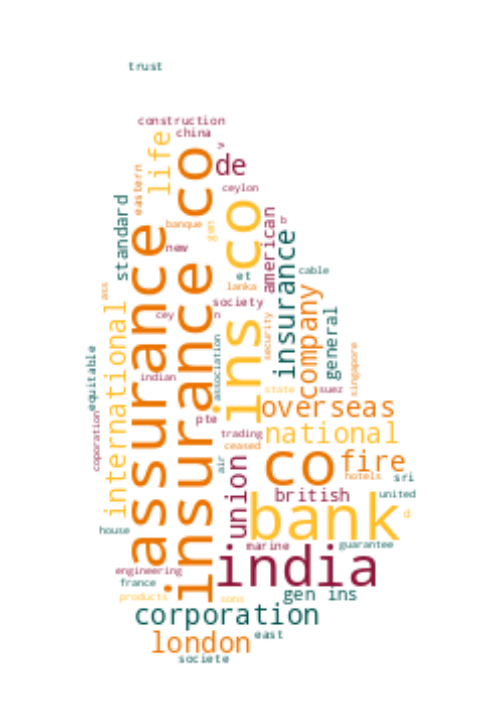 trust
construction
china
v
life
insurance co
de
eastern
ceylon
standard
ins co
american
b
banque
gen
insurance
new
assurance co
et
cable
lanka
ass
company
society
international
cey
n
general
security
association
equitable
singapore
indian
state
suez
coporation
pte
overseas
trading
national
ceased
union
air
co
fire
hotels
sri
british
united
bank
d
house
marine
guarantee
india
engineering
france
products
sons
gen ins
corporation
east
london
societe